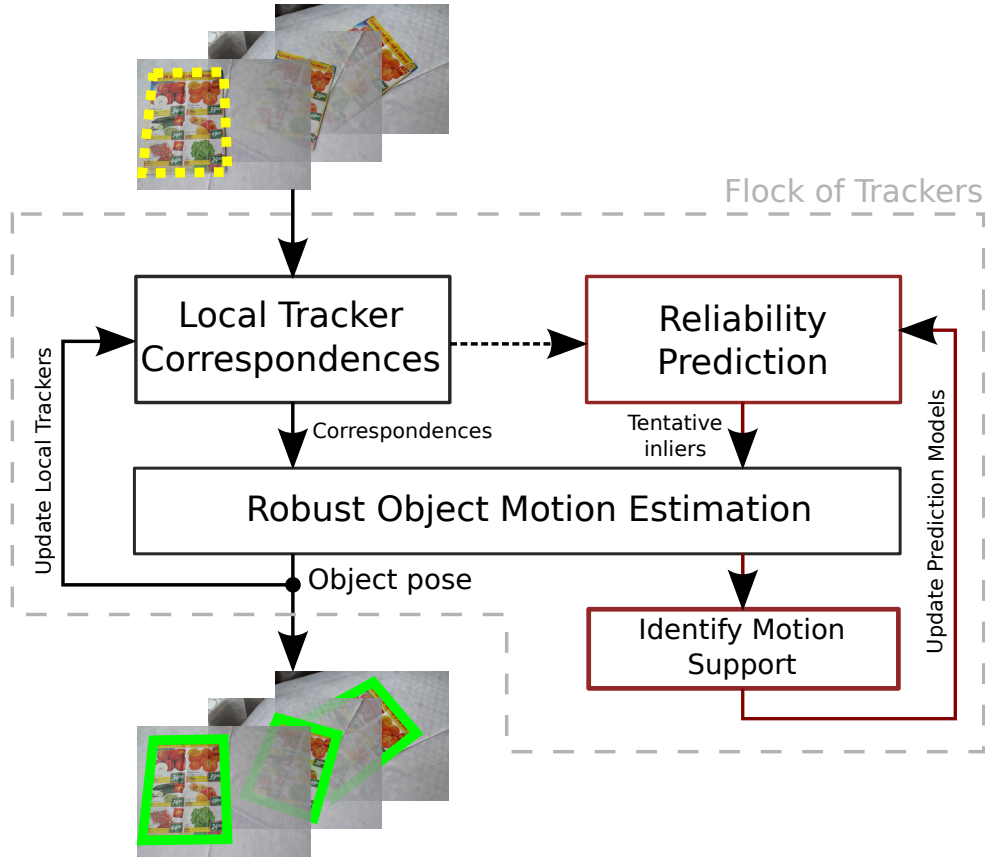 Flock of Trackers
Local Tracker
Correspondences
Reliability
Prediction
Correspondences
Tentative
inliers
Update Local Trackers
Update Prediction Models
Robust Object Motion Estimation
Object pose
Identify Motion
Support